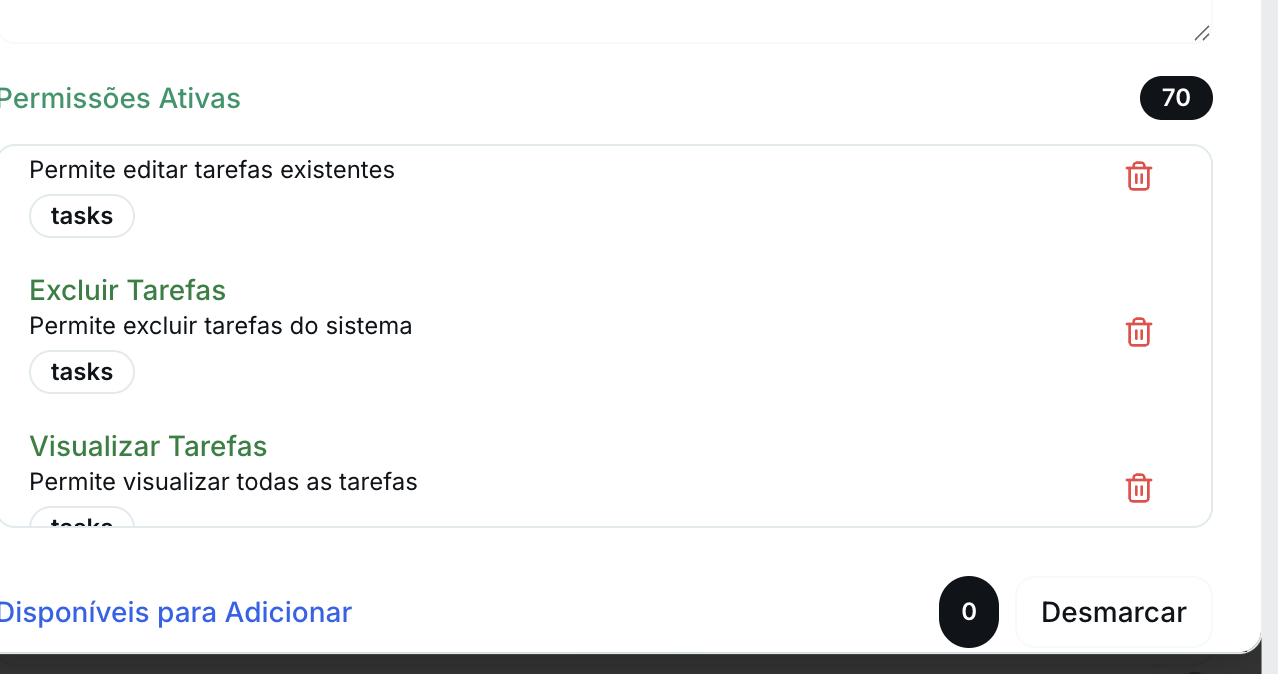 Permissões Ativas
70
Permite editar tarefas existentes
tasks
Excluir Tarefas
Permite excluir tarefas do sistema
tasks
Visualizar Tarefas
Permite visualizar todas as tarefas
tasks
Disponíveis para Adicionar
0
Desmarcar